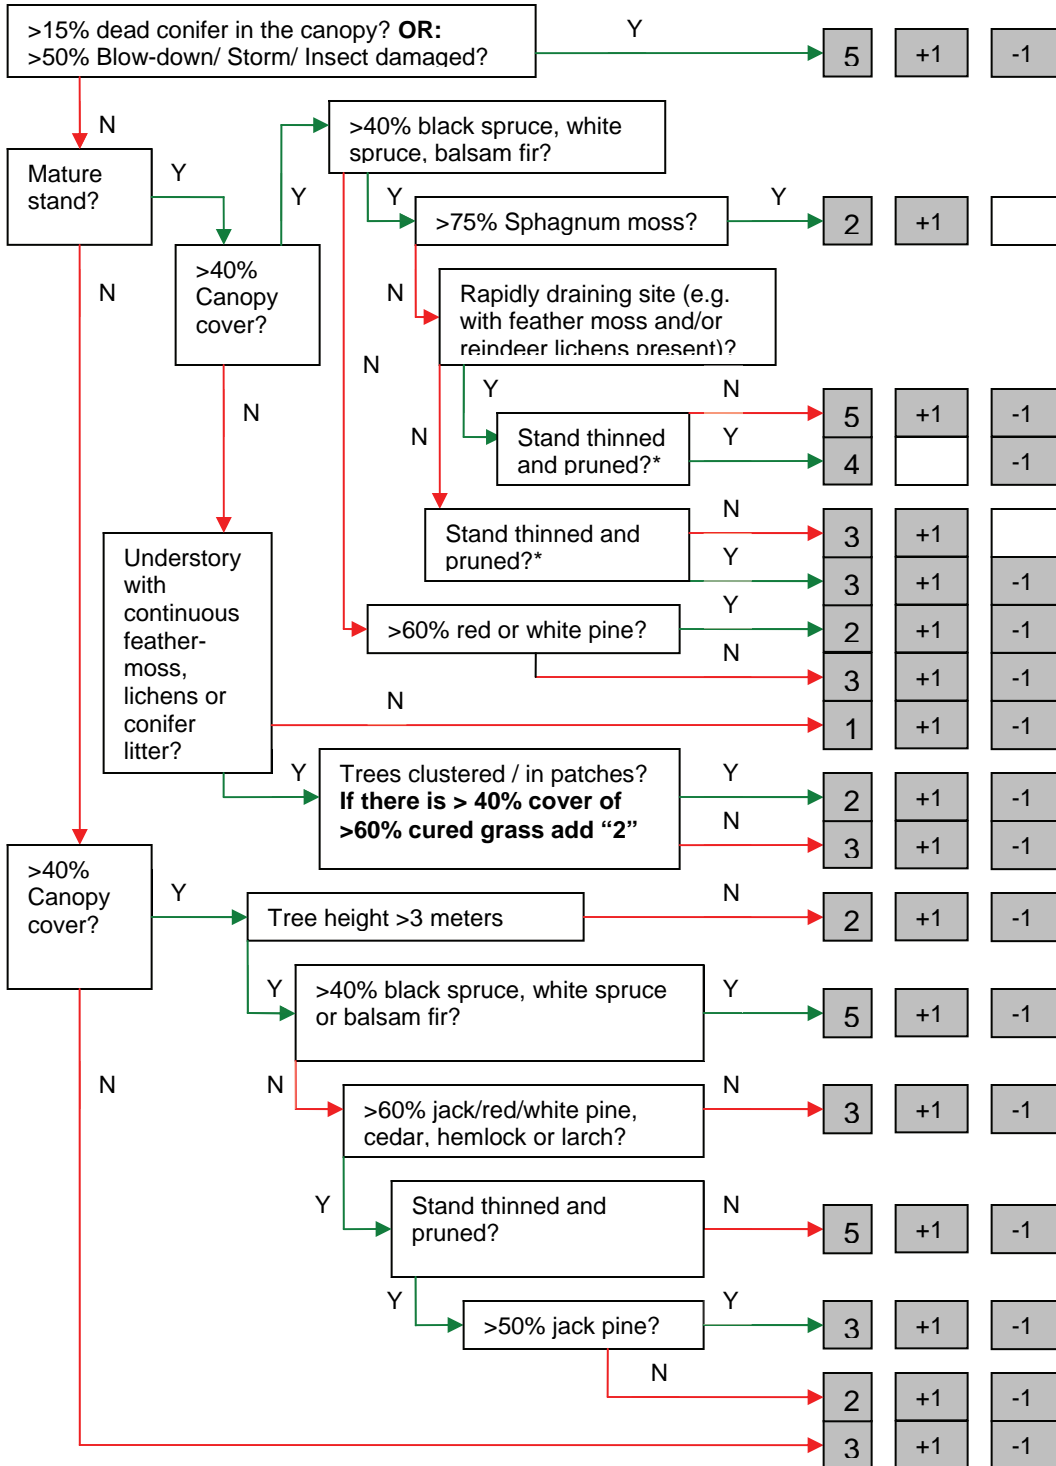 >15% dead conifer in the canopy? OR:
>50% Blow-down/ Storm/ Insect damaged?
Y
5 +1 -1
N
>40% black spruce, white
spruce, balsam fir?
Mature
stand?
Y
Y
Y
>75% Sphagnum moss?
Y
2 +1
N
>40%
Canopy
cover?
N
Rapidly draining site (e.g.
with feather moss and/or
reindeer lichens present)?
N
Y
N
5 +1 -1
N
N
Stand thinned
and pruned?*
Y
4 -1
Stand thinned and
pruned?*
N
3 +1
Y
3 +1 -1
Understory
with
continuous
feather-
moss,
lichens or
conifer
litter?
>60% red or white pine?
Y
2 +1 -1
N
3 +1 -1
N
1 +1 -1
Y
Trees clustered / in patches?
If there is > 40% cover of
>60% cured grass add “2”
Y
2 +1 -1
N
3 +1 -1
>40%
Canopy
cover?
Y
Tree height >3 meters
N
2 +1 -1
Y
>40% black spruce, white spruce
or balsam fir?
Y
5 +1 -1
N
N
>60% jack/red/white pine,
cedar, hemlock or larch?
N
3 +1 -1
Y
Stand thinned and
pruned?
N
5 +1 -1
Y
>50% jack pine?
Y
3 +1 -1
N
2 +1 -1
3 +1 -1